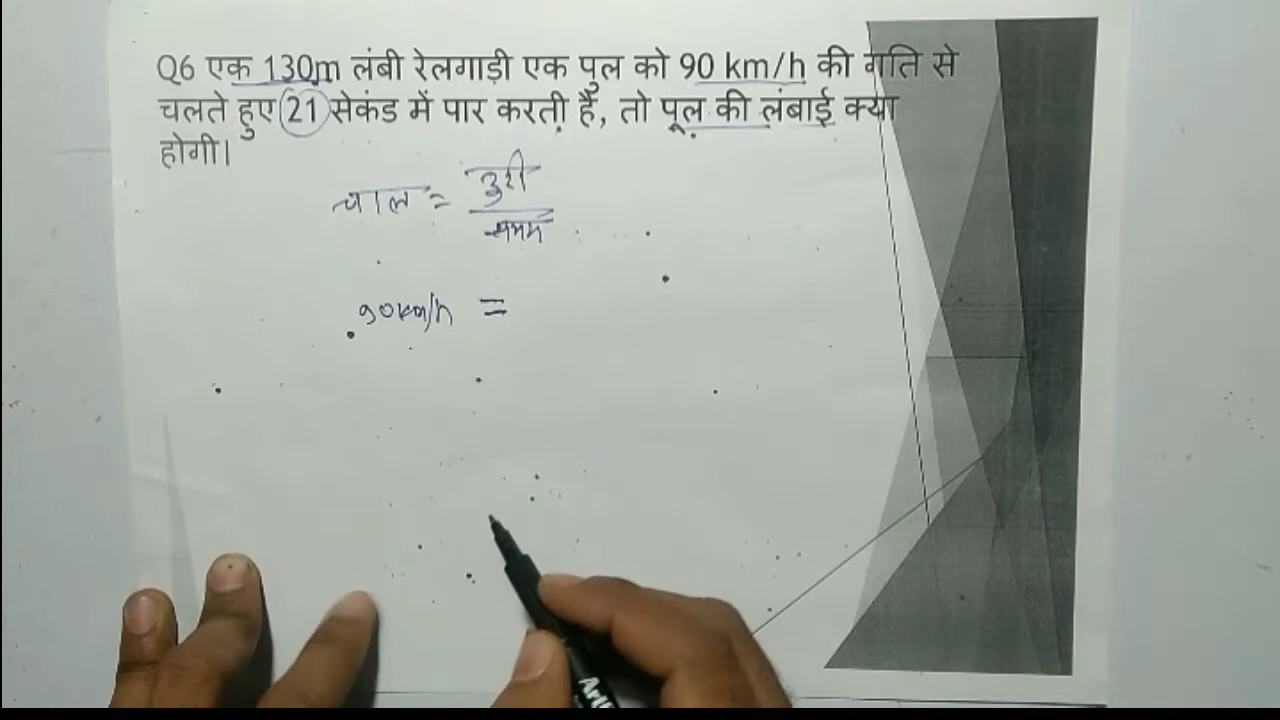 Q6 एक 130m लंबी रेलगाड़ी एक पुल को 90 km/h की गति से
चलते हुए 21 सेकंड में पार करती है, तो पूल की लंबाई क्या
होगी।
चाल = दुरी
समय
90km/h =